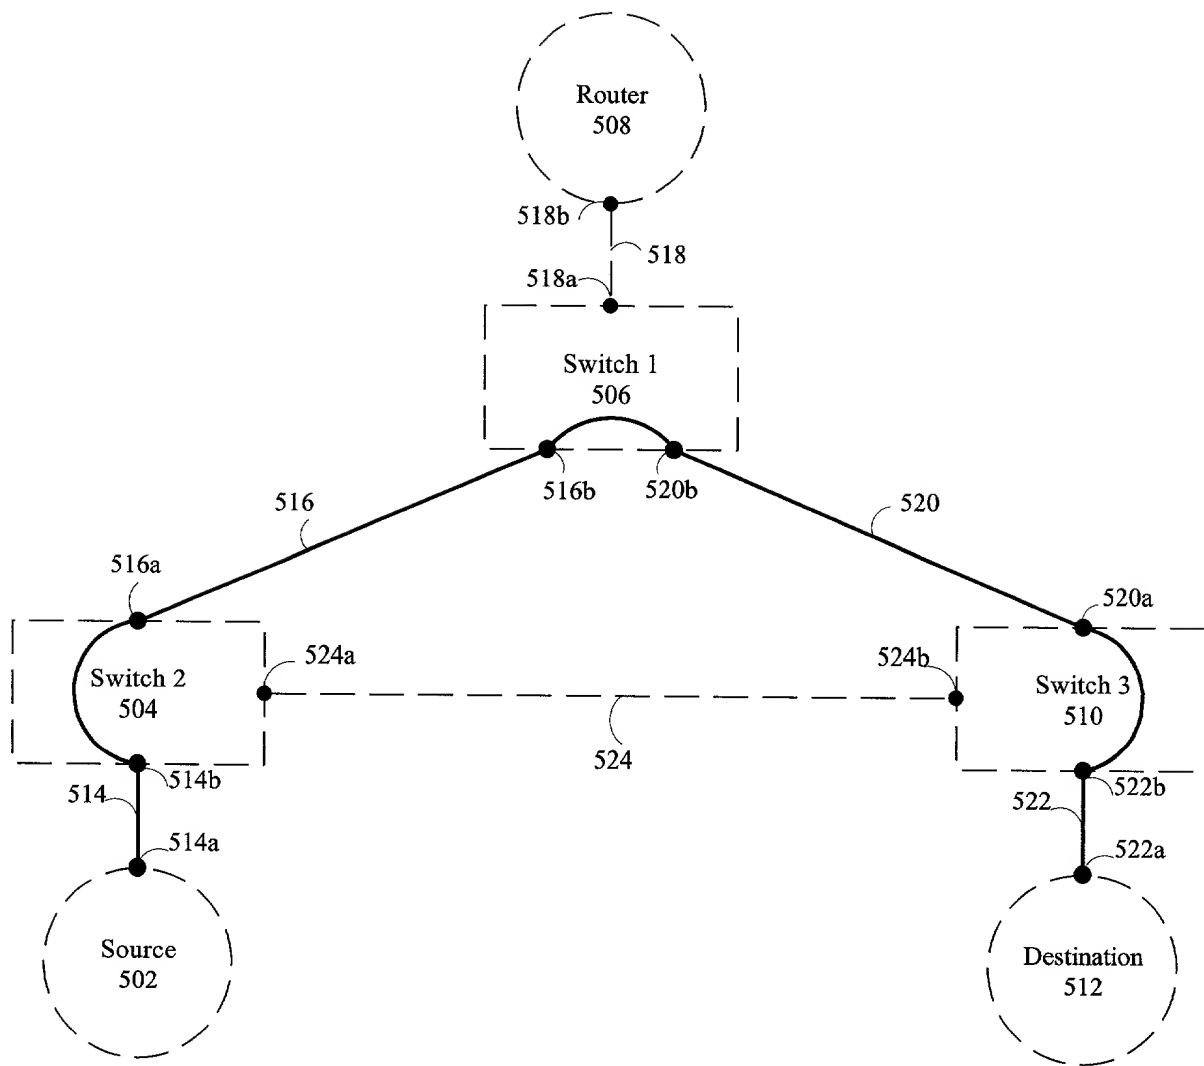 Router
508
518b
518
518a
Switch 1
506
516b
520b
516
520
516a
520a
524a
524b
Switch 2
504
Switch 3
510
524
514b
522b
514
522
514a
522a
Source
502
Destination
512